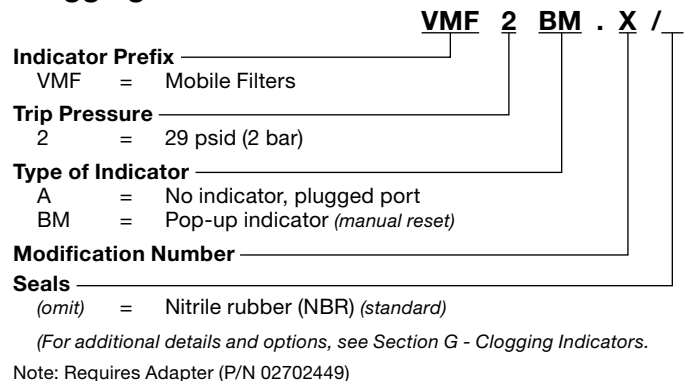 VMF 2 BM . X /
Indicator Prefix
VMF = Mobile Filters
Trip Pressure
2 = 29 psid (2 bar)
Type of Indicator
A = No indicator, plugged port
BM = Pop-up indicator (manual reset)
Modification Number
Seals
(omit) = Nitrile rubber (NBR) (standard)
(For additional details and options, see Section G - Clogging Indicators.
Note: Requires Adapter (P/N 02702449)